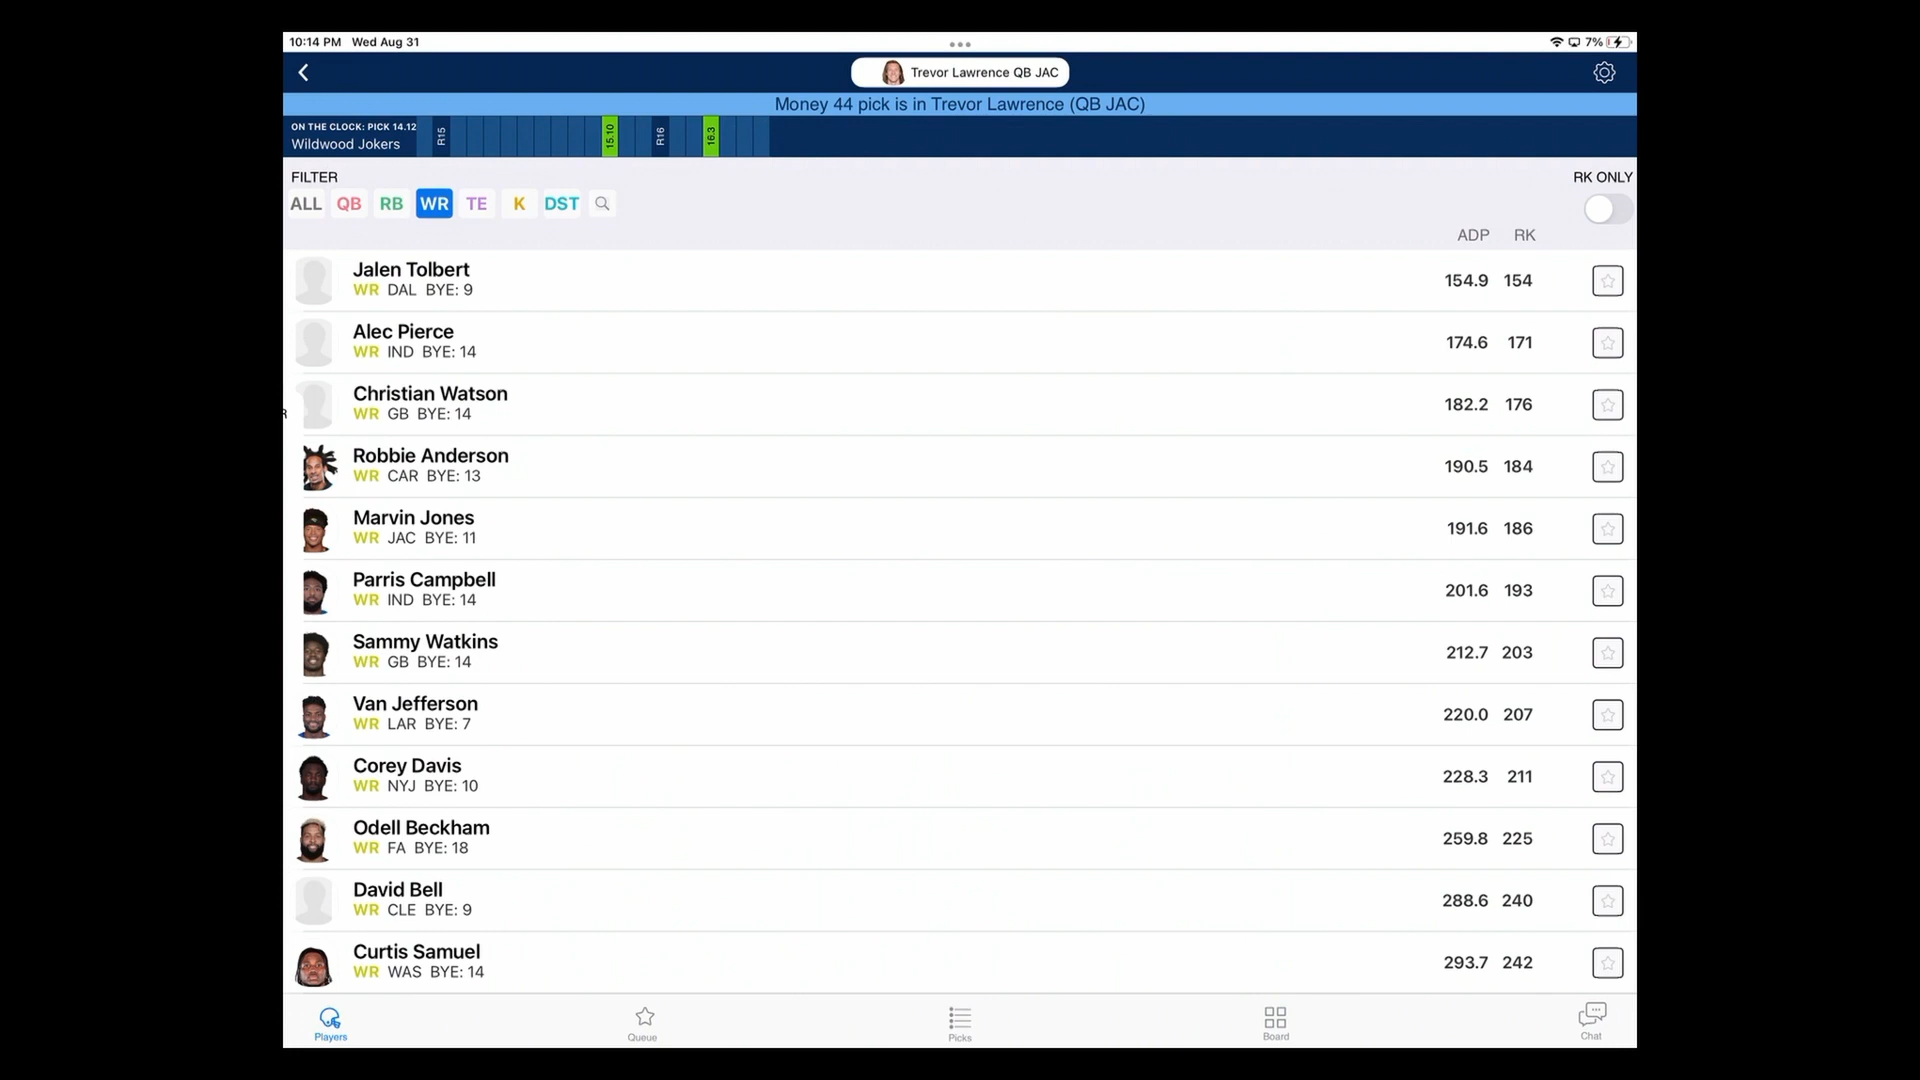 10:14 PM Wed Aug 31
7%
Trevor Lawrence QB JAC
Money 44 pick is in Trevor Lawrence (QB JAC)
ON THE CLOCK: PICK 14.12
Wildwood Jokers
R15
15.10
R16
16.3
FILTER
RK ONLY
ALL QB RB WR TE K DST
ADP RK
Jalen Tolbert
WR DAL BYE: 9
154.9 154
Alec Pierce
WR IND BYE: 14
174.6 171
Christian Watson
WR GB BYE: 14
182.2 176
R
Robbie Anderson
WR CAR BYE: 13
190.5 184
Marvin Jones
WR JAC BYE: 11
191.6 186
Parris Campbell
WR IND BYE: 14
201.6 193
Sammy Watkins
WR GB BYE: 14
212.7 203
Van Jefferson
WR LAR BYE: 7
220.0 207
Corey Davis
WR NYJ BYE: 10
228.3 211
Odell Beckham
WR FA BYE: 18
259.8 225
David Bell
WR CLE BYE: 9
288.6 240
Curtis Samuel
WR WAS BYE: 14
293.7 242
Players
Queue
Picks
Board
Chat